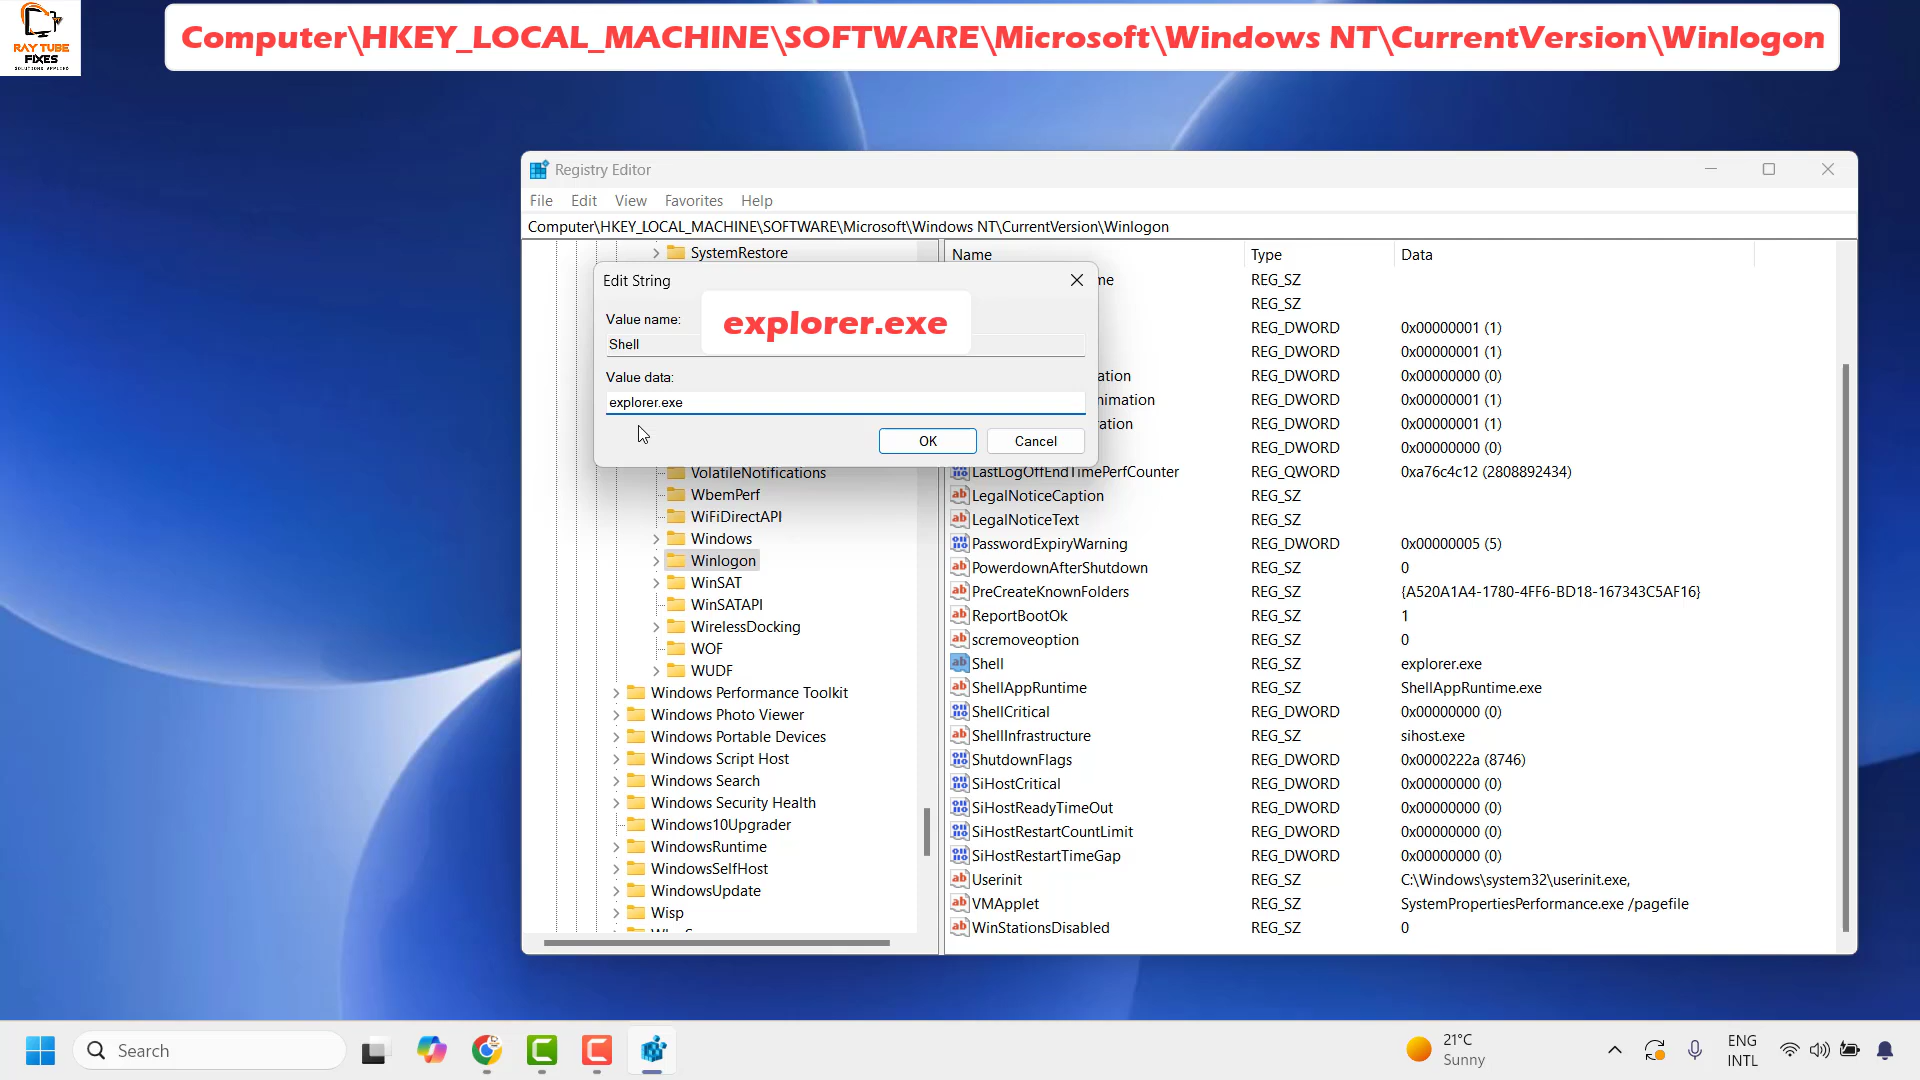 RAY TUBE
FIXES
SOLUTIONS APPLIED
Computer\HKEY_LOCAL_MACHINE\SOFTWARE\Microsoft\Windows NT\CurrentVersion\Winlogon
Registry Editor
File Edit View Favorites Help
Computer\HKEY_LOCAL_MACHINE\SOFTWARE\Microsoft\Windows NT\CurrentVersion\Winlogon
SystemRestore
Edit String
Value name:
explorer.exe
Shell
Value data:
explorer.exe
OK Cancel
VolatileNotifications
WbemPerf
WiFiDirectAPI
Windows
Winlogon
WinSAT
WinSATAPI
WirelessDocking
WOF
WUDF
Windows Performance Toolkit
Windows Photo Viewer
Windows Portable Devices
Windows Script Host
Windows Search
Windows Security Health
Windows10Upgrader
WindowsRuntime
WindowsSelfHost
WindowsUpdate
Wisp
Name Type Data
me REG_SZ
REG_SZ
REG_DWORD 0x00000001 (1)
REG_DWORD 0x00000001 (1)
ation REG_DWORD 0x00000000 (0)
nimation REG_DWORD 0x00000001 (1)
ation REG_DWORD 0x00000001 (1)
REG_DWORD 0x00000000 (0)
LastLogOffEndTimePerfCounter REG_QWORD 0xa76c4c12 (2808892434)
LegalNoticeCaption REG_SZ
LegalNoticeText REG_SZ
PasswordExpiryWarning REG_DWORD 0x00000005 (5)
PowerdownAfterShutdown REG_SZ 0
PreCreateKnownFolders REG_SZ {A520A1A4-1780-4FF6-BD18-167343C5AF16}
ReportBootOk REG_SZ 1
scremoveoption REG_SZ 0
Shell REG_SZ explorer.exe
ShellAppRuntime REG_SZ ShellAppRuntime.exe
ShellCritical REG_DWORD 0x00000000 (0)
ShellInfrastructure REG_SZ sihost.exe
ShutdownFlags REG_DWORD 0x0000222a (8746)
SiHostCritical REG_DWORD 0x00000000 (0)
SiHostReadyTimeOut REG_DWORD 0x00000000 (0)
SiHostRestartCountLimit REG_DWORD 0x00000000 (0)
SiHostRestartTimeGap REG_DWORD 0x00000000 (0)
Userinit REG_SZ C:\Windows\system32\userinit.exe,
VMApplet REG_SZ SystemPropertiesPerformance.exe /pagefile
WinStationsDisabled REG_SZ 0
Search
21°C
Sunny
ENG
INTL